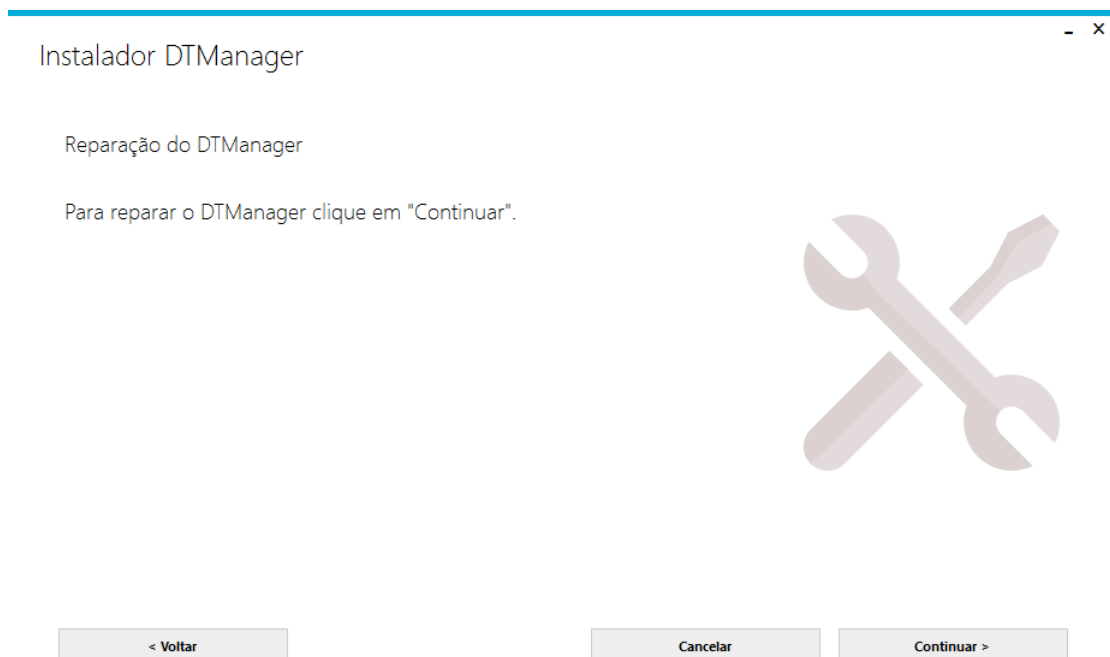 Instalador DTManager
Reparação do DTManager
Para reparar o DTManager clique em "Continuar".
< Voltar
Cancelar
Continuar >